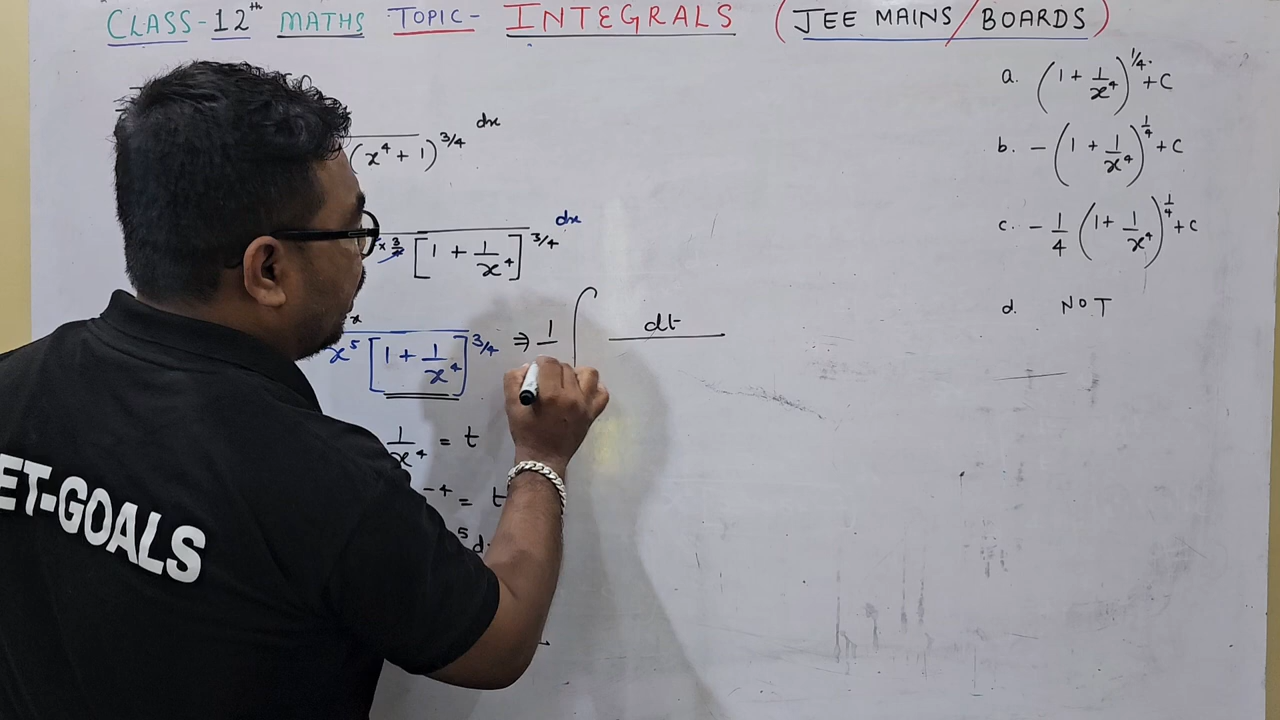 CLASS-12th MATHS TOPIC- INTEGRALS (JEE MAINS/BOARDS)
(x⁴ + 1)^3/4 dx
[1 + 1/x⁴]^3/4 dx
x⁵ [1 + 1/x⁴]^3/4 ⇒ 1 ∫ dt
1/x⁴ = t
-4 = t
a. (1 + 1/x⁴)^1/4 + C
b. - (1 + 1/x⁴)^1/4 + C
c. - 1/4 (1 + 1/x⁴)^1/4 + C
d. NOT
ET-GOALS